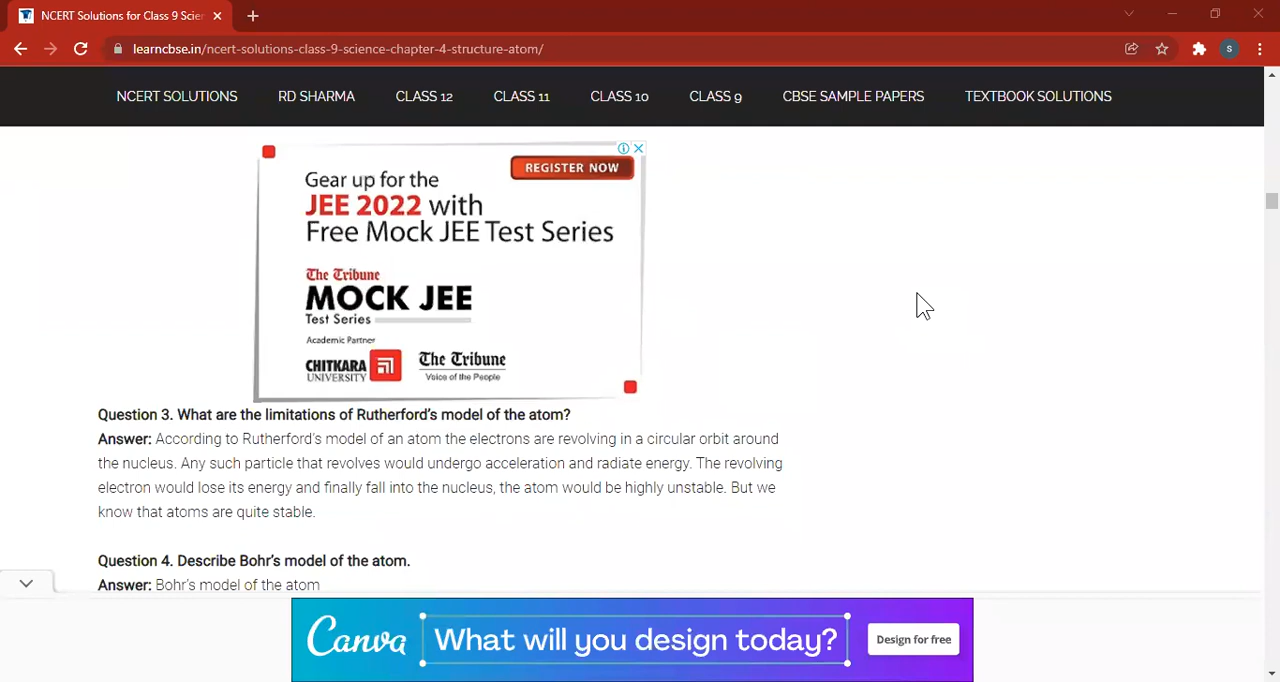 NCERT Solutions for Class 9 Scie
learncbse.in/ncert-solutions-class-9-science-chapter-4-structure-atom/
S
NCERT SOLUTIONS RD SHARMA CLASS 12 CLASS 11 CLASS 10 CLASS 9 CBSE SAMPLE PAPERS TEXTBOOK SOLUTIONS
REGISTER NOW
Gear up for the
JEE 2022 with
Free Mock JEE Test Series
The Tribune
MOCK JEE
Test Series
Academic Partner
CHITKARA
UNIVERSITY
The Tribune
Voice of the People
Question 3. What are the limitations of Rutherford's model of the atom?
Answer: According to Rutherford's model of an atom the electrons are revolving in a circular orbit around
the nucleus. Any such particle that revolves would undergo acceleration and radiate energy. The revolving
electron would lose its energy and finally fall into the nucleus, the atom would be highly unstable. But we
know that atoms are quite stable.
Question 4. Describe Bohr's model of the atom.
Answer: Bohr's model of the atom
Canva What will you design today? Design for free